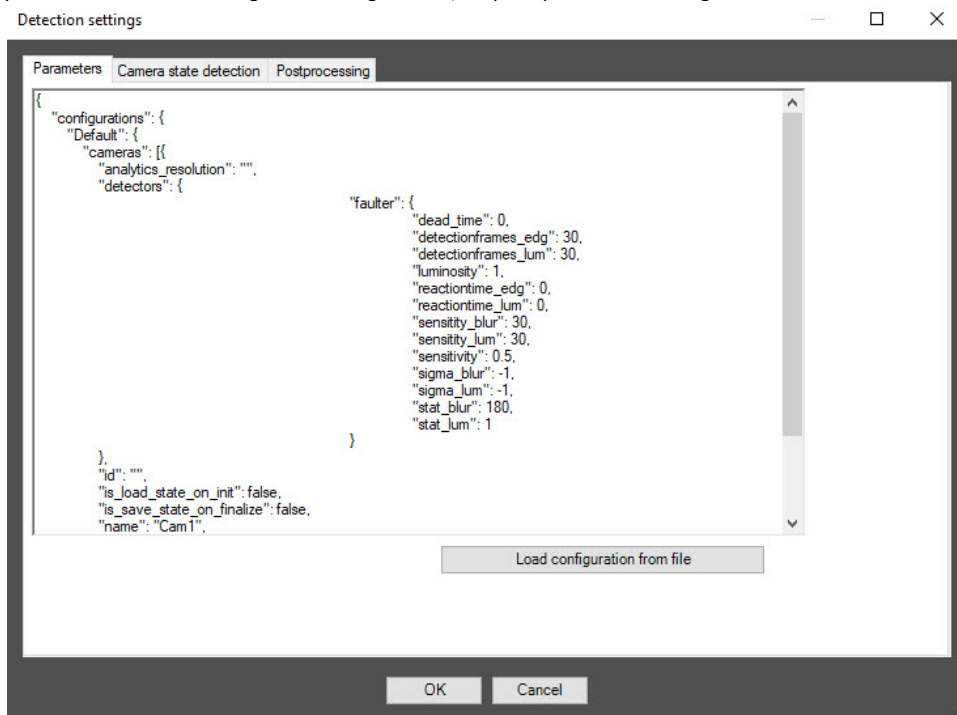 Detection settings
Parameters Camera state detection Postprocessing
{
"configurations": {
"Default": {
"cameras": [{
"analytics_resolution": "",
"detectors": {
"faulter": {
"dead_time": 0,
"detectionframes_edg": 30,
"detectionframes_lum": 30,
"luminosity": 1,
"reactiontime_edg": 0,
"reactiontime_lum": 0,
"sensitity_blur": 30,
"sensitity_lum": 30,
"sensitivity": 0.5,
"sigma_blur": -1,
"sigma_lum": -1,
"stat_blur": 180,
"stat_lum": 1
}
},
"id": "",
"is_load_state_on_init": false,
"is_save_state_on_finalize": false,
"name": "Cam1",
Load configuration from file
OK Cancel